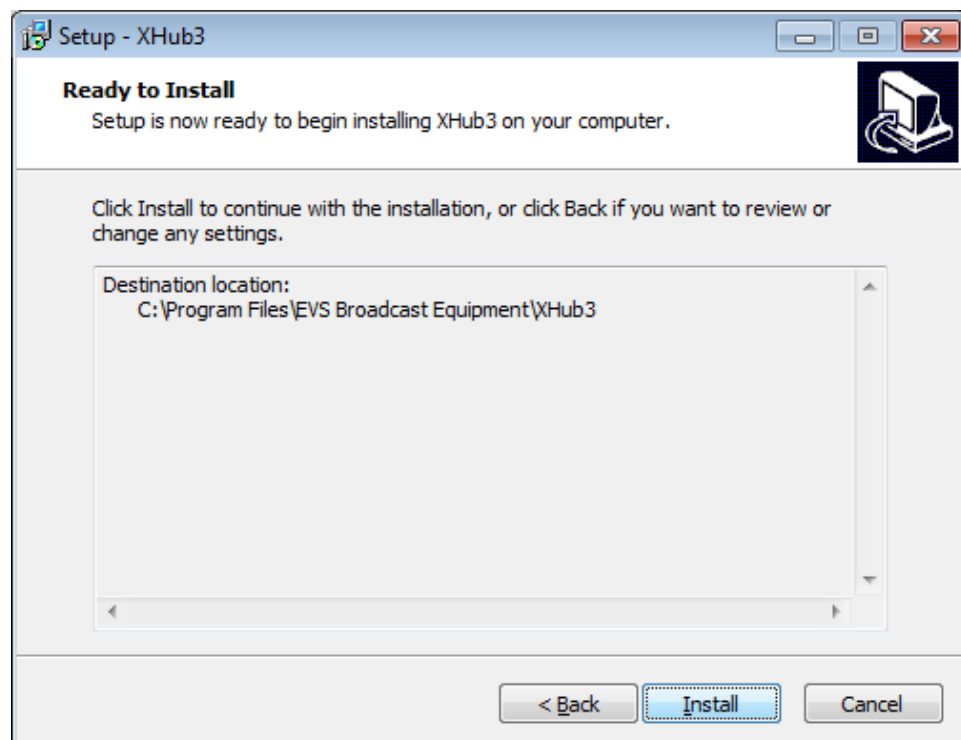 Setup - XHub3
Ready to Install
Setup is now ready to begin installing XHub3 on your computer.
Click Install to continue with the installation, or click Back if you want to review or
change any settings.
Destination location:
C:\Program Files\EVS Broadcast Equipment\XHub3
< Back
Install
Cancel